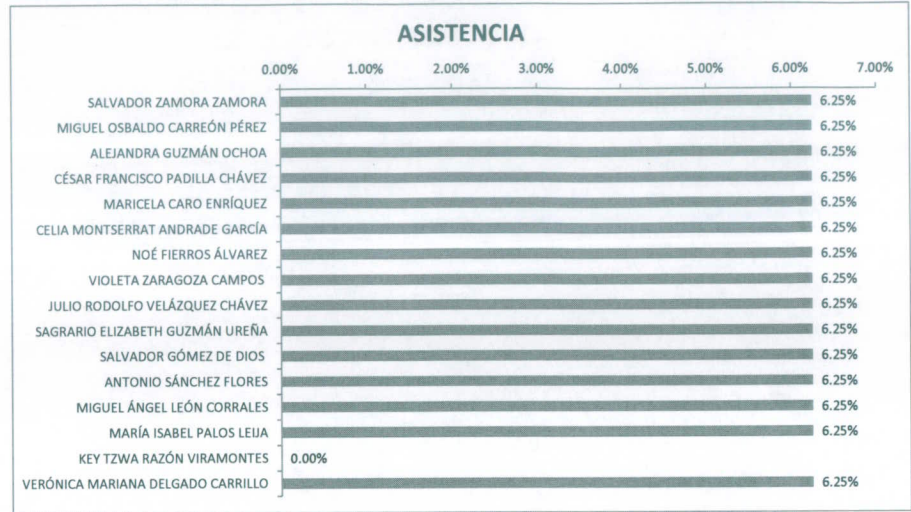 ASISTENCIA
0.00% 1.00% 2.00% 3.00% 4.00% 5.00% 6.00% 7.00%
SALVADOR ZAMORA ZAMORA 6.25%
MIGUEL OSBALDO CARREÓN PÉREZ 6.25%
ALEJANDRA GUZMÁN OCHOA 6.25%
CÉSAR FRANCISCO PADILLA CHÁVEZ 6.25%
MARICELA CARO ENRÍQUEZ 6.25%
CELIA MONTSERRAT ANDRADE GARCÍA 6.25%
NOÉ FIERROS ÁLVAREZ 6.25%
VIOLETA ZARAGOZA CAMPOS 6.25%
JULIO RODOLFO VELÁZQUEZ CHÁVEZ 6.25%
SAGRARIO ELIZABETH GUZMÁN UREÑA 6.25%
SALVADOR GÓMEZ DE DIOS 6.25%
ANTONIO SÁNCHEZ FLORES 6.25%
MIGUEL ÁNGEL LEÓN CORRALES 6.25%
MARÍA ISABEL PALOS LEIJA 6.25%
KEY TZWA RAZÓN VIRAMONTES 0.00%
VERÓNICA MARIANA DELGADO CARRILLO 6.25%